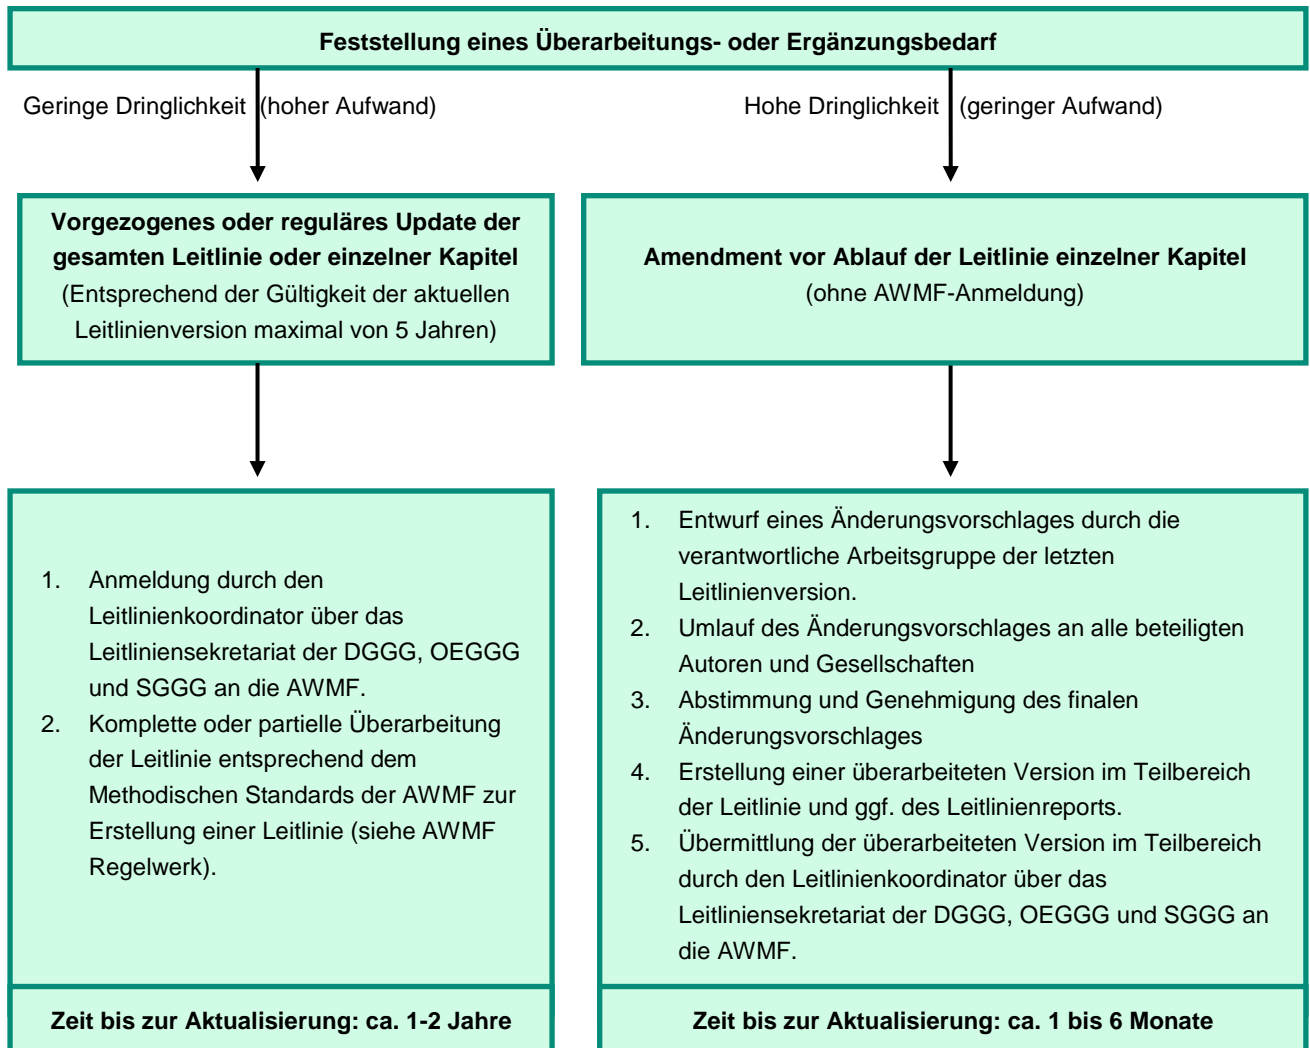 Feststellung eines Überarbeitungs- oder Ergänzungsbedarf
Geringe Dringlichkeit (hoher Aufwand)
Hohe Dringlichkeit (geringer Aufwand)
Vorgezogenes oder reguläres Update der
gesamten Leitlinie oder einzelner Kapitel
(Entsprechend der Gültigkeit der aktuellen
Leitlinienversion maximal von 5 Jahren)
Amendment vor Ablauf der Leitlinie einzelner Kapitel
(ohne AWMF-Anmeldung)
1. Anmeldung durch den
Leitlinienkoordinator über das
Leitliniensekretariat der DGGG, OEGGG
und SGGG an die AWMF.
2. Komplette oder partielle Überarbeitung
der Leitlinie entsprechend dem
Methodischen Standards der AWMF zur
Erstellung einer Leitlinie (siehe AWMF
Regelwerk).
Zeit bis zur Aktualisierung: ca. 1-2 Jahre
1. Entwurf eines Änderungsvorschlages durch die
verantwortliche Arbeitsgruppe der letzten
Leitlinienversion.
2. Umlauf des Änderungsvorschlages an alle beteiligten
Autoren und Gesellschaften
3. Abstimmung und Genehmigung des finalen
Änderungsvorschlages
4. Erstellung einer überarbeiteten Version im Teilbereich
der Leitlinie und ggf. des Leitlinienreports.
5. Übermittlung der überarbeiteten Version im Teilbereich
durch den Leitlinienkoordinator über das
Leitliniensekretariat der DGGG, OEGGG und SGGG an
die AWMF.
Zeit bis zur Aktualisierung: ca. 1 bis 6 Monate